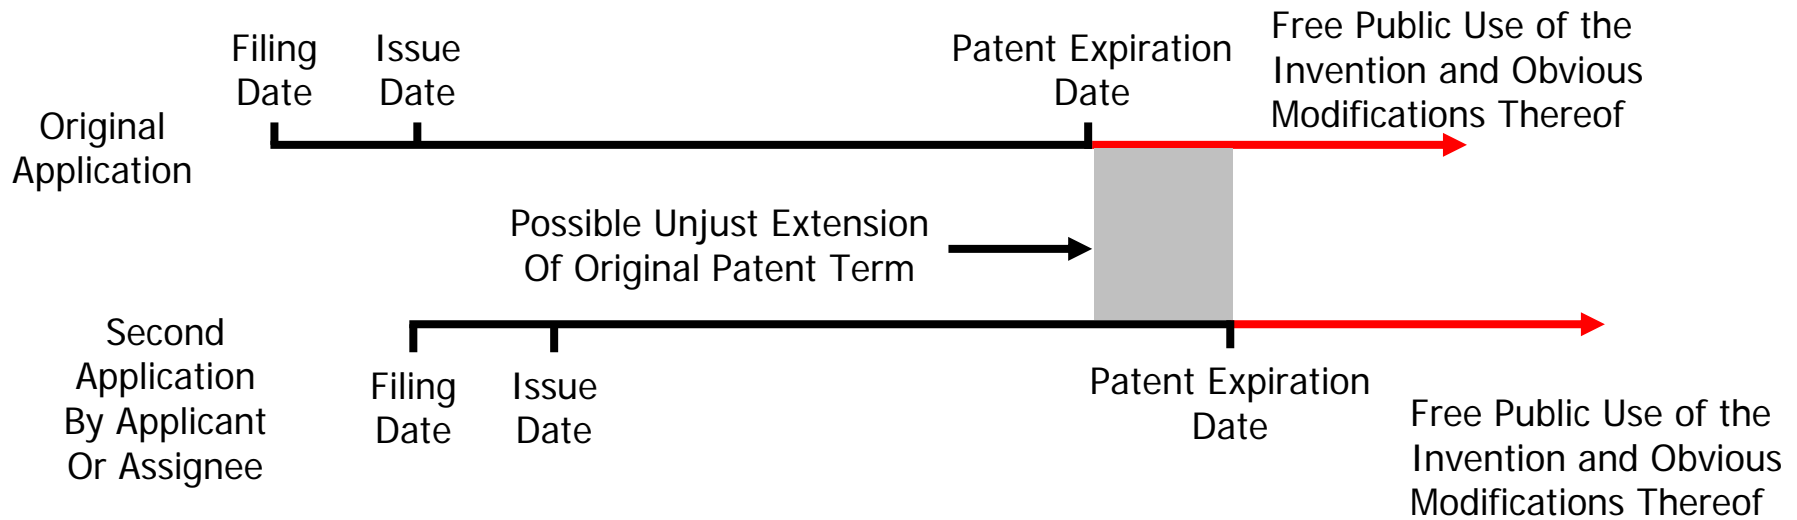 Filing
Date
Issue
Date
Patent Expiration
Date
Free Public Use of the
Invention and Obvious
Modifications Thereof
Original
Application
Possible Unjust Extension
Of Original Patent Term
Second
Application
By Applicant
Or Assignee
Filing
Date
Issue
Date
Patent Expiration
Date
Free Public Use of the
Invention and Obvious
Modifications Thereof